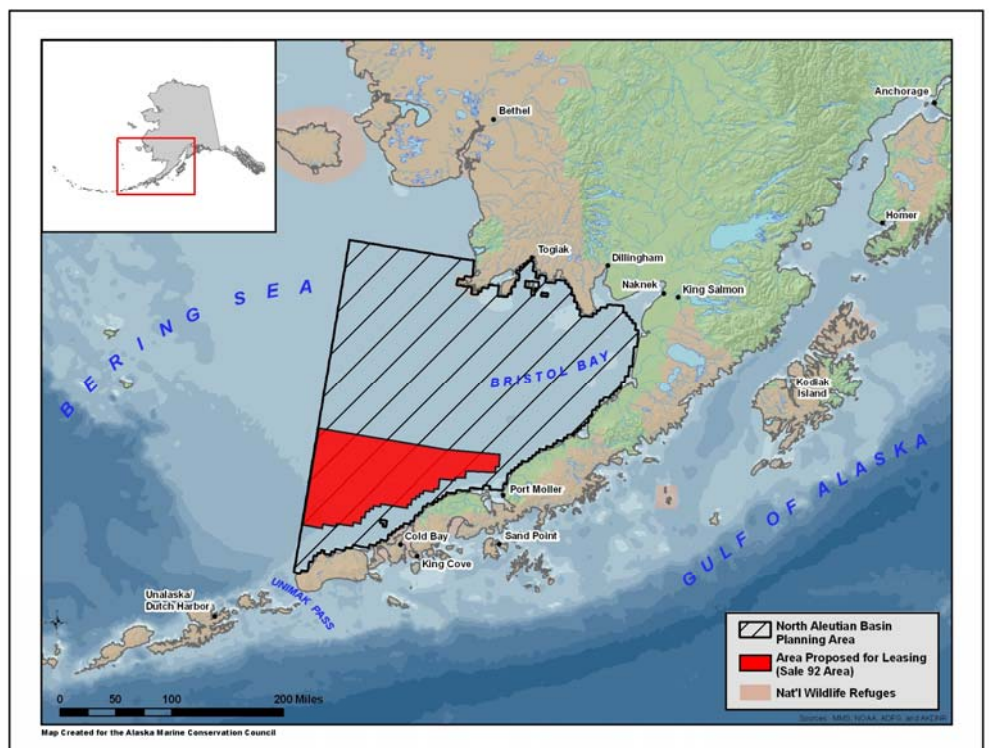 Anchorage
Bethel
Homer
Togiak
Dillingham
Naknek
King Salmon
BERING SEA
BRISTOL BAY
Kodiak
Island
Port Moller
GULF OF ALASKA
Cold Bay
Sand Point
King Cove
UNIMAK PASS
Unalaska/
Dutch Harbor
North Aleutian Basin
Planning Area
Area Proposed for Leasing
(Sale 92 Area)
Nat'l Wildlife Refuges
0 50 100 200 Miles
Sources: MMS, NOAA, ADFG, and AKDNR
Map Created for the Alaska Marine Conservation Council